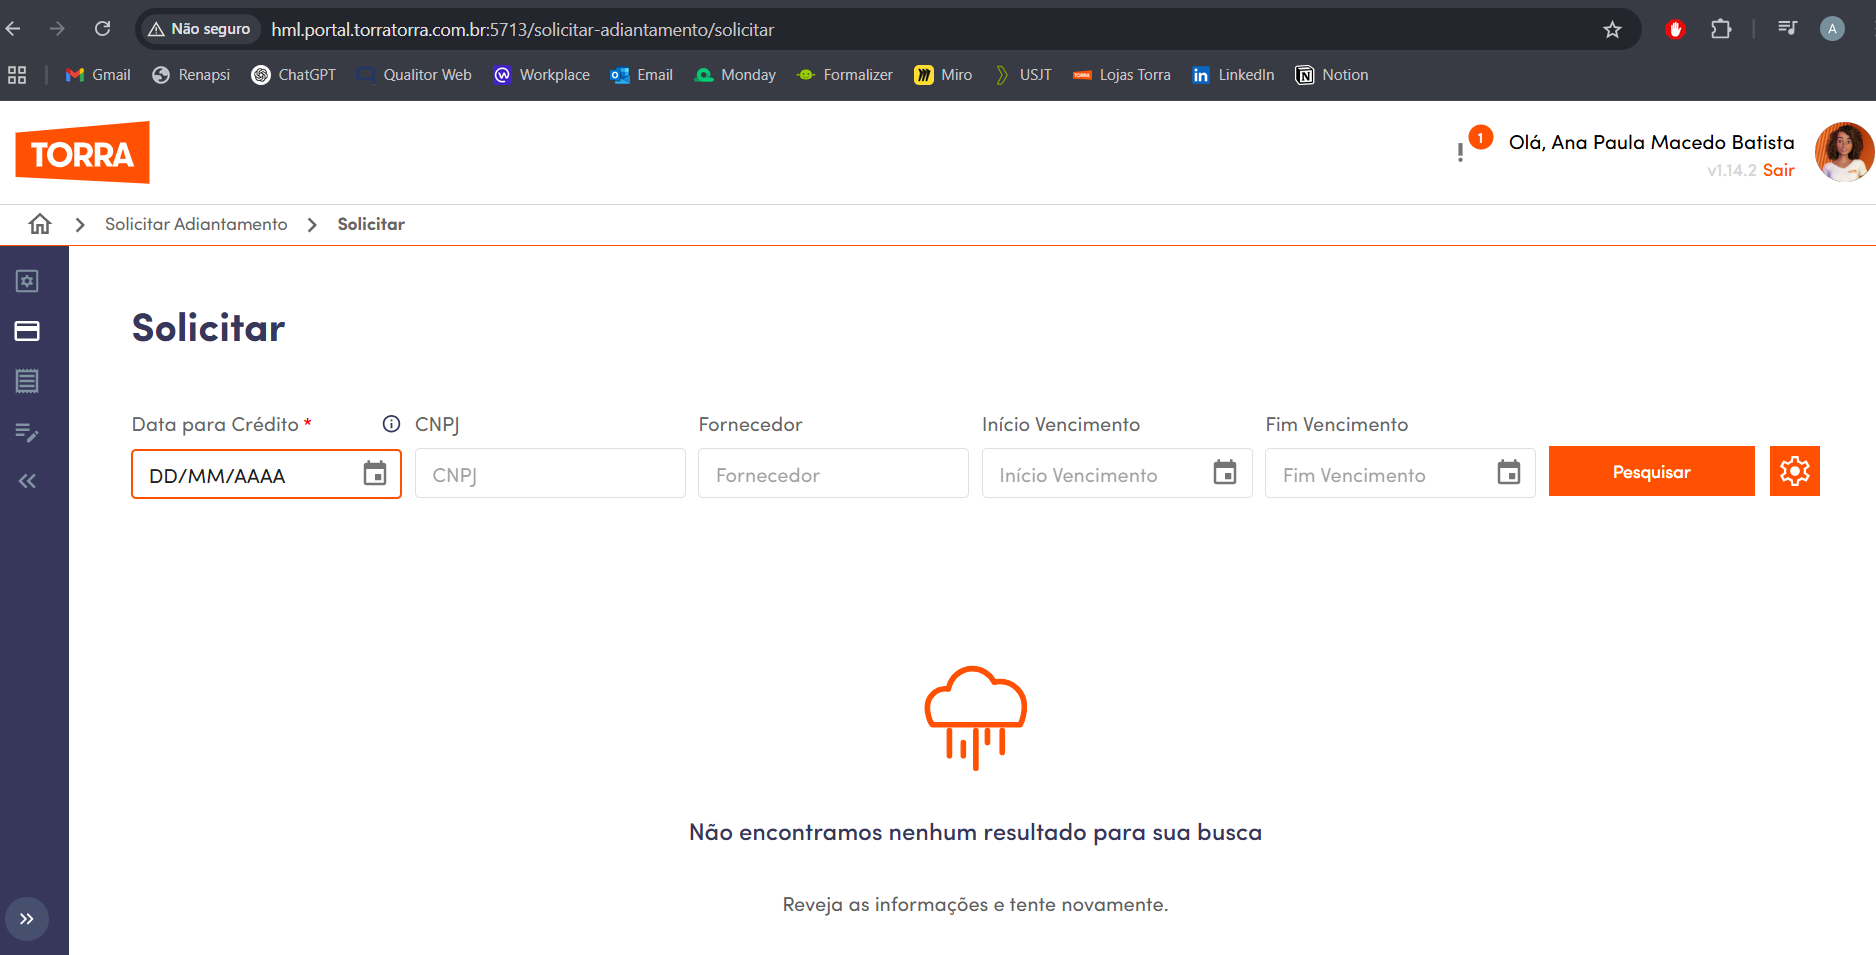 Não seguro
hml.portal.torratorra.com.br:5713/solicitar-adiantamento/solicitar
A
Gmail
Renapsi
ChatGPT
Qualitor Web
Workplace
Email
Monday
Formalizer
Miro
USJT
Lojas Torra
LinkedIn
Notion
TORRA
1
Olá, Ana Paula Macedo Batista
v1.14.2 Sair
Solicitar Adiantamento
Solicitar
Solicitar
Data para Crédito *
CNPJ
Fornecedor
Início Vencimento
Fim Vencimento
DD/MM/AAAA
CNPJ
Fornecedor
Início Vencimento
Fim Vencimento
Pesquisar
Não encontramos nenhum resultado para sua busca
Reveja as informações e tente novamente.